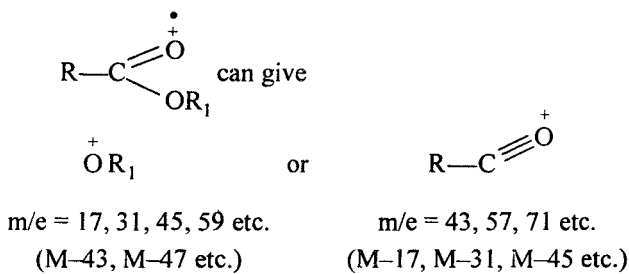 •
+
R—C=O can give
OR₁
+ +
OR₁ or R—C≡O
m/e = 17, 31, 45, 59 etc. m/e = 43, 57, 71 etc.
(M–43, M–47 etc.) (M–17, M–31, M–45 etc.)